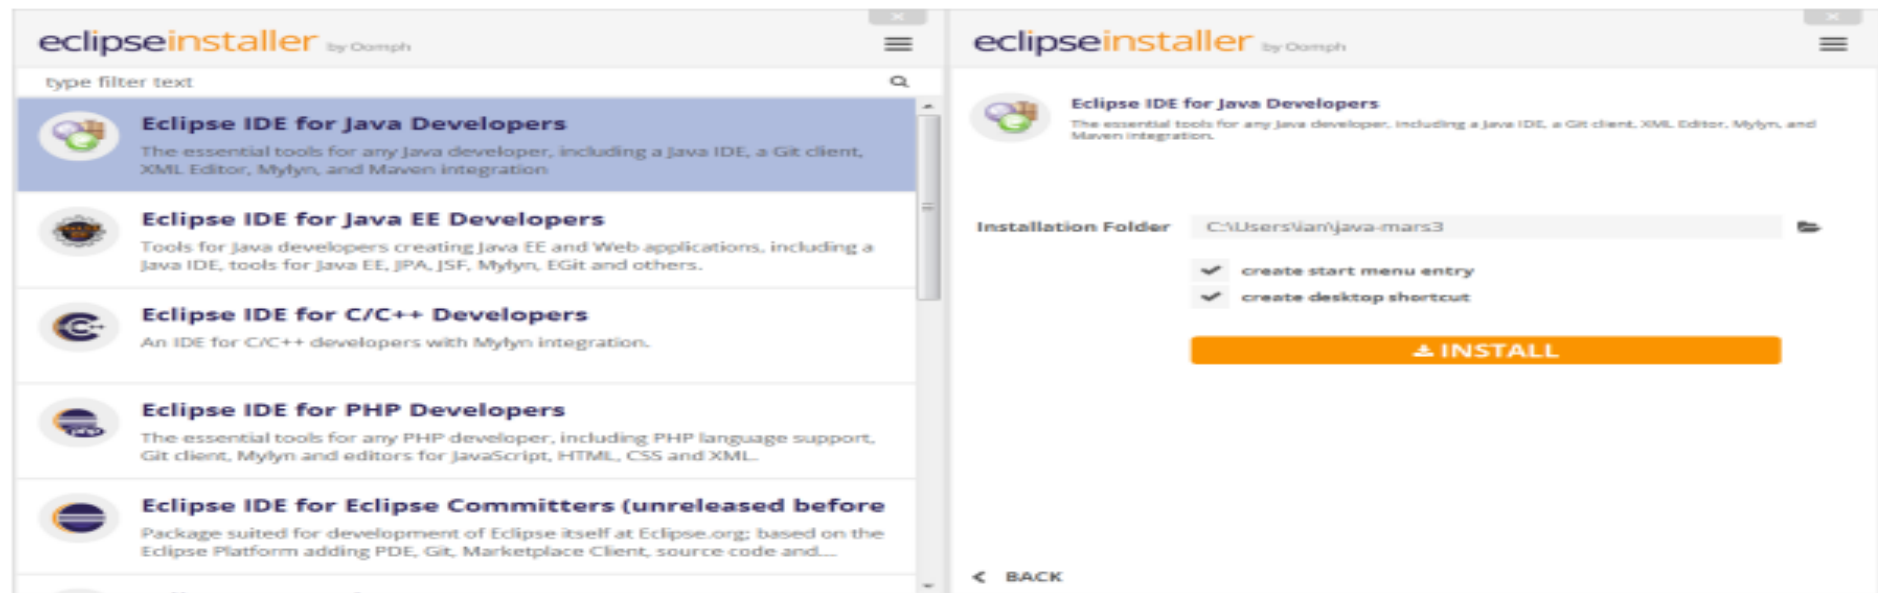 eclipseinstaller by Oomph
type filter text
Eclipse IDE for Java Developers
The essential tools for any Java developer, including a Java IDE, a Git client,
XML Editor, Mylyn, and Maven integration
Eclipse IDE for Java EE Developers
Tools for Java developers creating Java EE and Web applications, including a
Java IDE, tools for Java EE, JPA, JSF, Mylyn, EGit and others.
Eclipse IDE for C/C++ Developers
An IDE for C/C++ developers with Mylyn integration.
Eclipse IDE for PHP Developers
The essential tools for any PHP developer, including PHP language support,
Git client, Mylyn and editors for JavaScript, HTML, CSS and XML.
Eclipse IDE for Eclipse Committers (unreleased before
Package suited for development of Eclipse itself at Eclipse.org; based on the
Eclipse Platform adding PDE, Git, Marketplace Client, source code and...
eclipseinstaller by Oomph
Eclipse IDE for Java Developers
The essential tools for any Java developer, including a Java IDE, a Git client, XML Editor, Mylyn, and
Maven integration.
Installation Folder C:\Users\ian\java-mars3
create start menu entry
create desktop shortcut
INSTALL
BACK